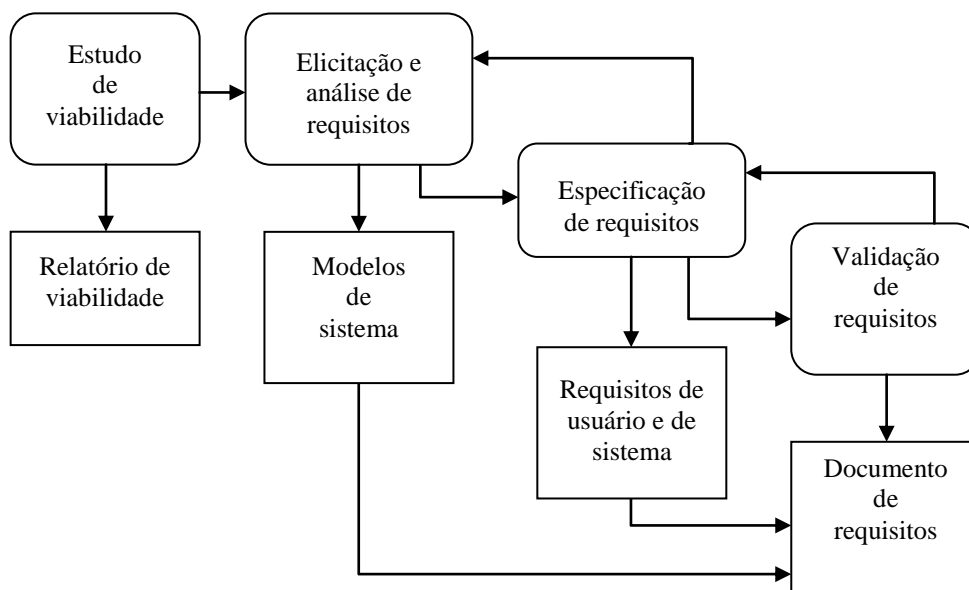 Estudo
de
viabilidade
Elicitação e
análise de
requisitos
Especificação
de requisitos
Validação
de
requisitos
Relatório de
viabilidade
Modelos
de
sistema
Requisitos de
usuário e de
sistema
Documento
de
requisitos